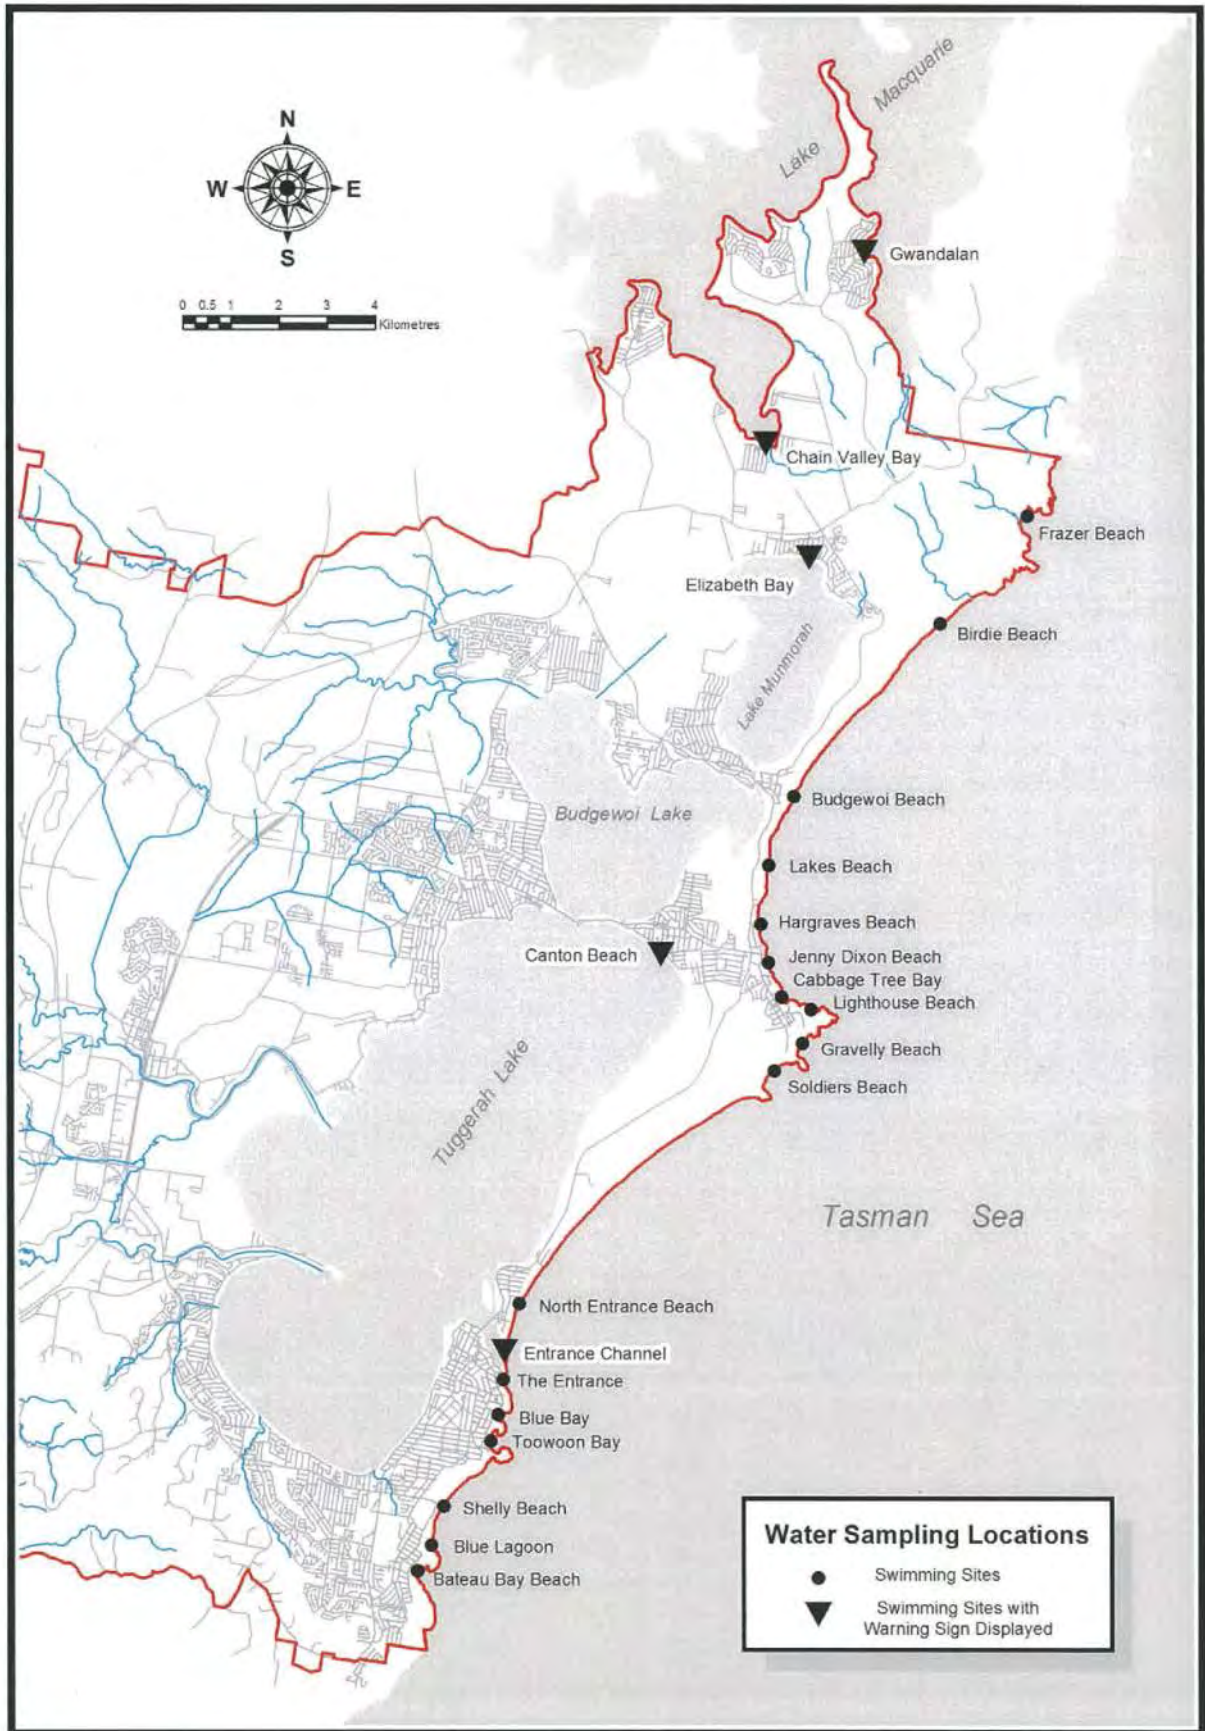 Lake Macquarie
N
W E
S
Gwandalan
0 0.5 1 2 3 4
Kilometres
Chain Valley Bay
Frazer Beach
Elizabeth Bay
Birdie Beach
Lake Munmorah
Budgewoi Beach
Budgewoi Lake
Lakes Beach
Hargraves Beach
Canton Beach
Jenny Dixon Beach
Cabbage Tree Bay
Lighthouse Beach
Gravelly Beach
Soldiers Beach
Tuggerah Lake
Tasman Sea
North Entrance Beach
Entrance Channel
The Entrance
Blue Bay
Toowoon Bay
Shelly Beach
Blue Lagoon
Bateau Bay Beach
Water Sampling Locations
Swimming Sites
Swimming Sites with
Warning Sign Displayed